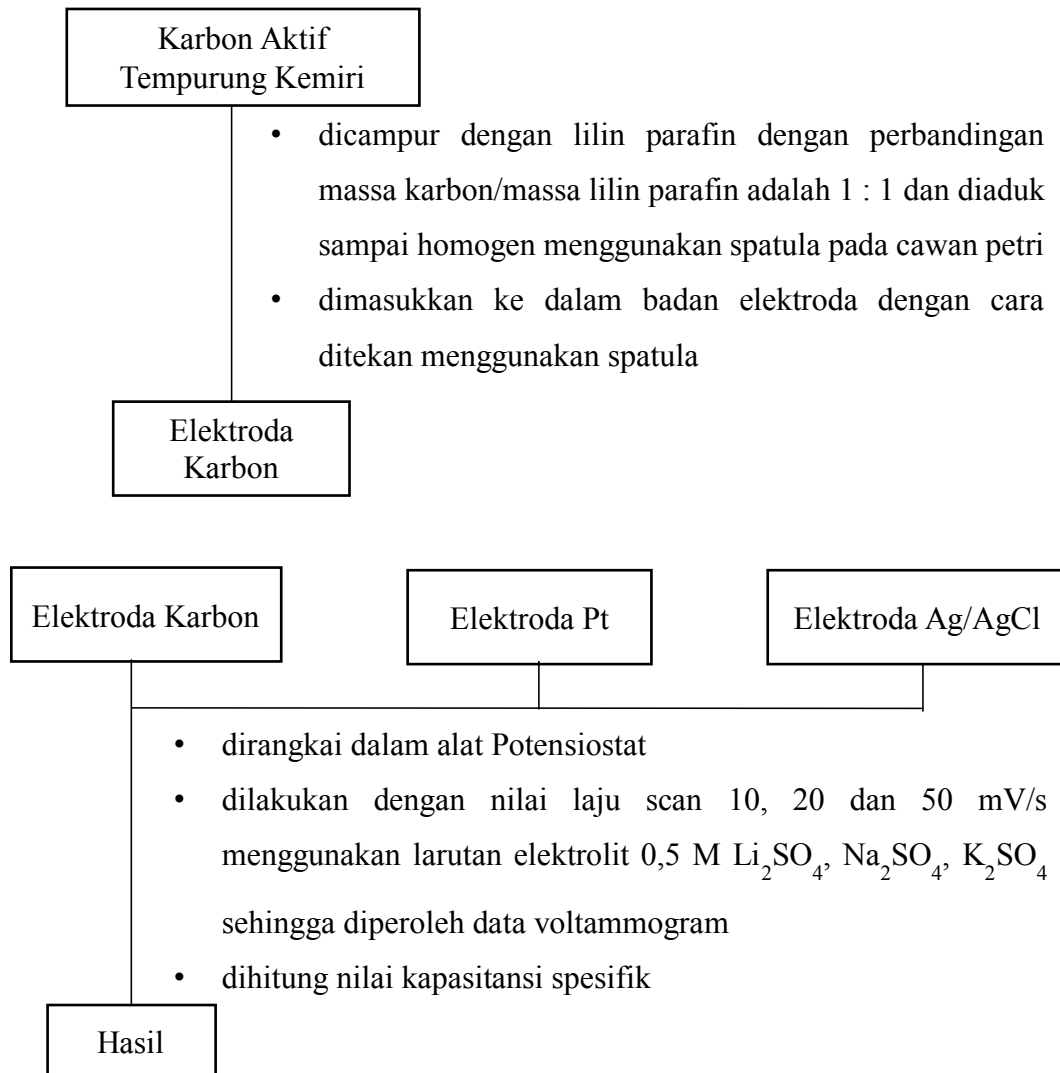 Karbon Aktif
Tempurung Kemiri
• dicampur dengan lilin parafin dengan perbandingan
massa karbon/massa lilin parafin adalah 1 : 1 dan diaduk
sampai homogen menggunakan spatula pada cawan petri
• dimasukkan ke dalam badan elektroda dengan cara
ditekan menggunakan spatula
Elektroda
Karbon
Elektroda Karbon
Elektroda Pt
Elektroda Ag/AgCl
• dirangkai dalam alat Potensiostat
• dilakukan dengan nilai laju scan 10, 20 dan 50 mV/s
menggunakan larutan elektrolit 0,5 M Li₂SO₄, Na₂SO₄, K₂SO₄
sehingga diperoleh data voltammogram
• dihitung nilai kapasitansi spesifik
Hasil